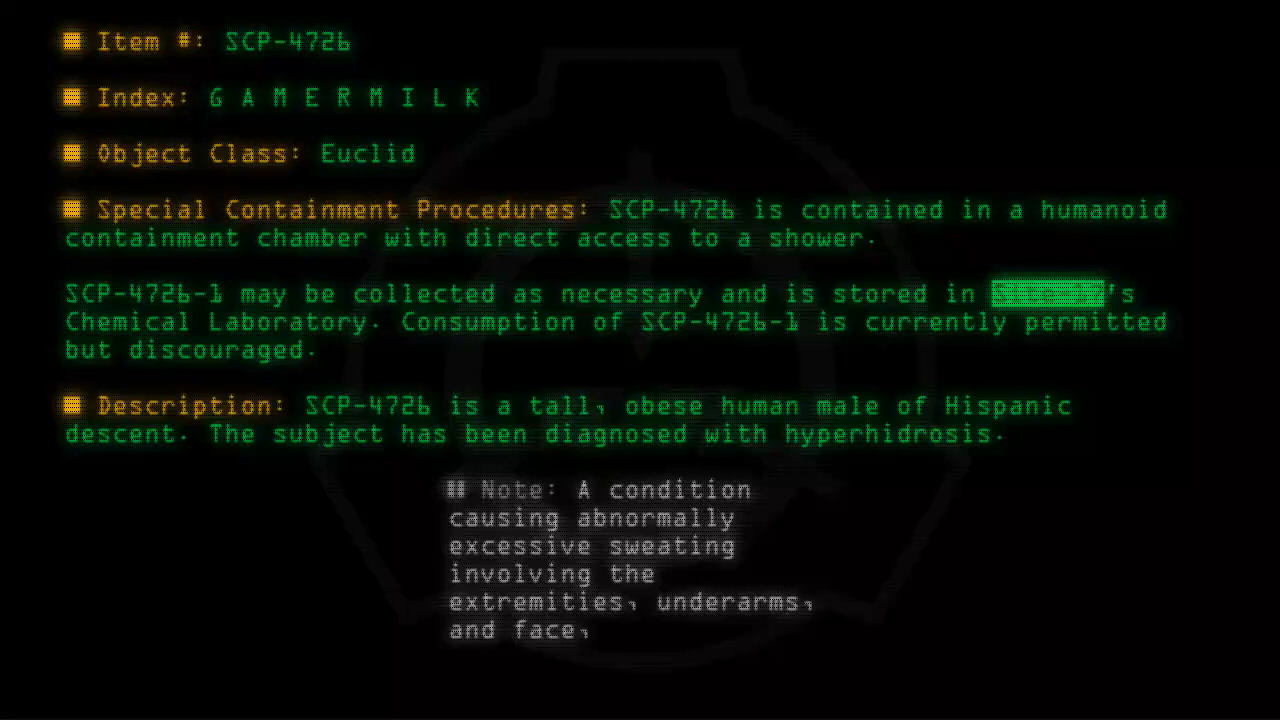 ■ Item #: SCP-4726
■ Index: G A M E R M I L K
■ Object Class: Euclid
■ Special Containment Procedures: SCP-4726 is contained in a humanoid
containment chamber with direct access to a shower.
SCP-4726-1 may be collected as necessary and is stored in 's
Chemical Laboratory. Consumption of SCP-4726-1 is currently permitted
but discouraged.
■ Description: SCP-4726 is a tall, obese human male of Hispanic
descent. The subject has been diagnosed with hyperhidrosis.
⏸ Note: A condition
causing abnormally
excessive sweating
involving the
extremities, underarms,
and face,